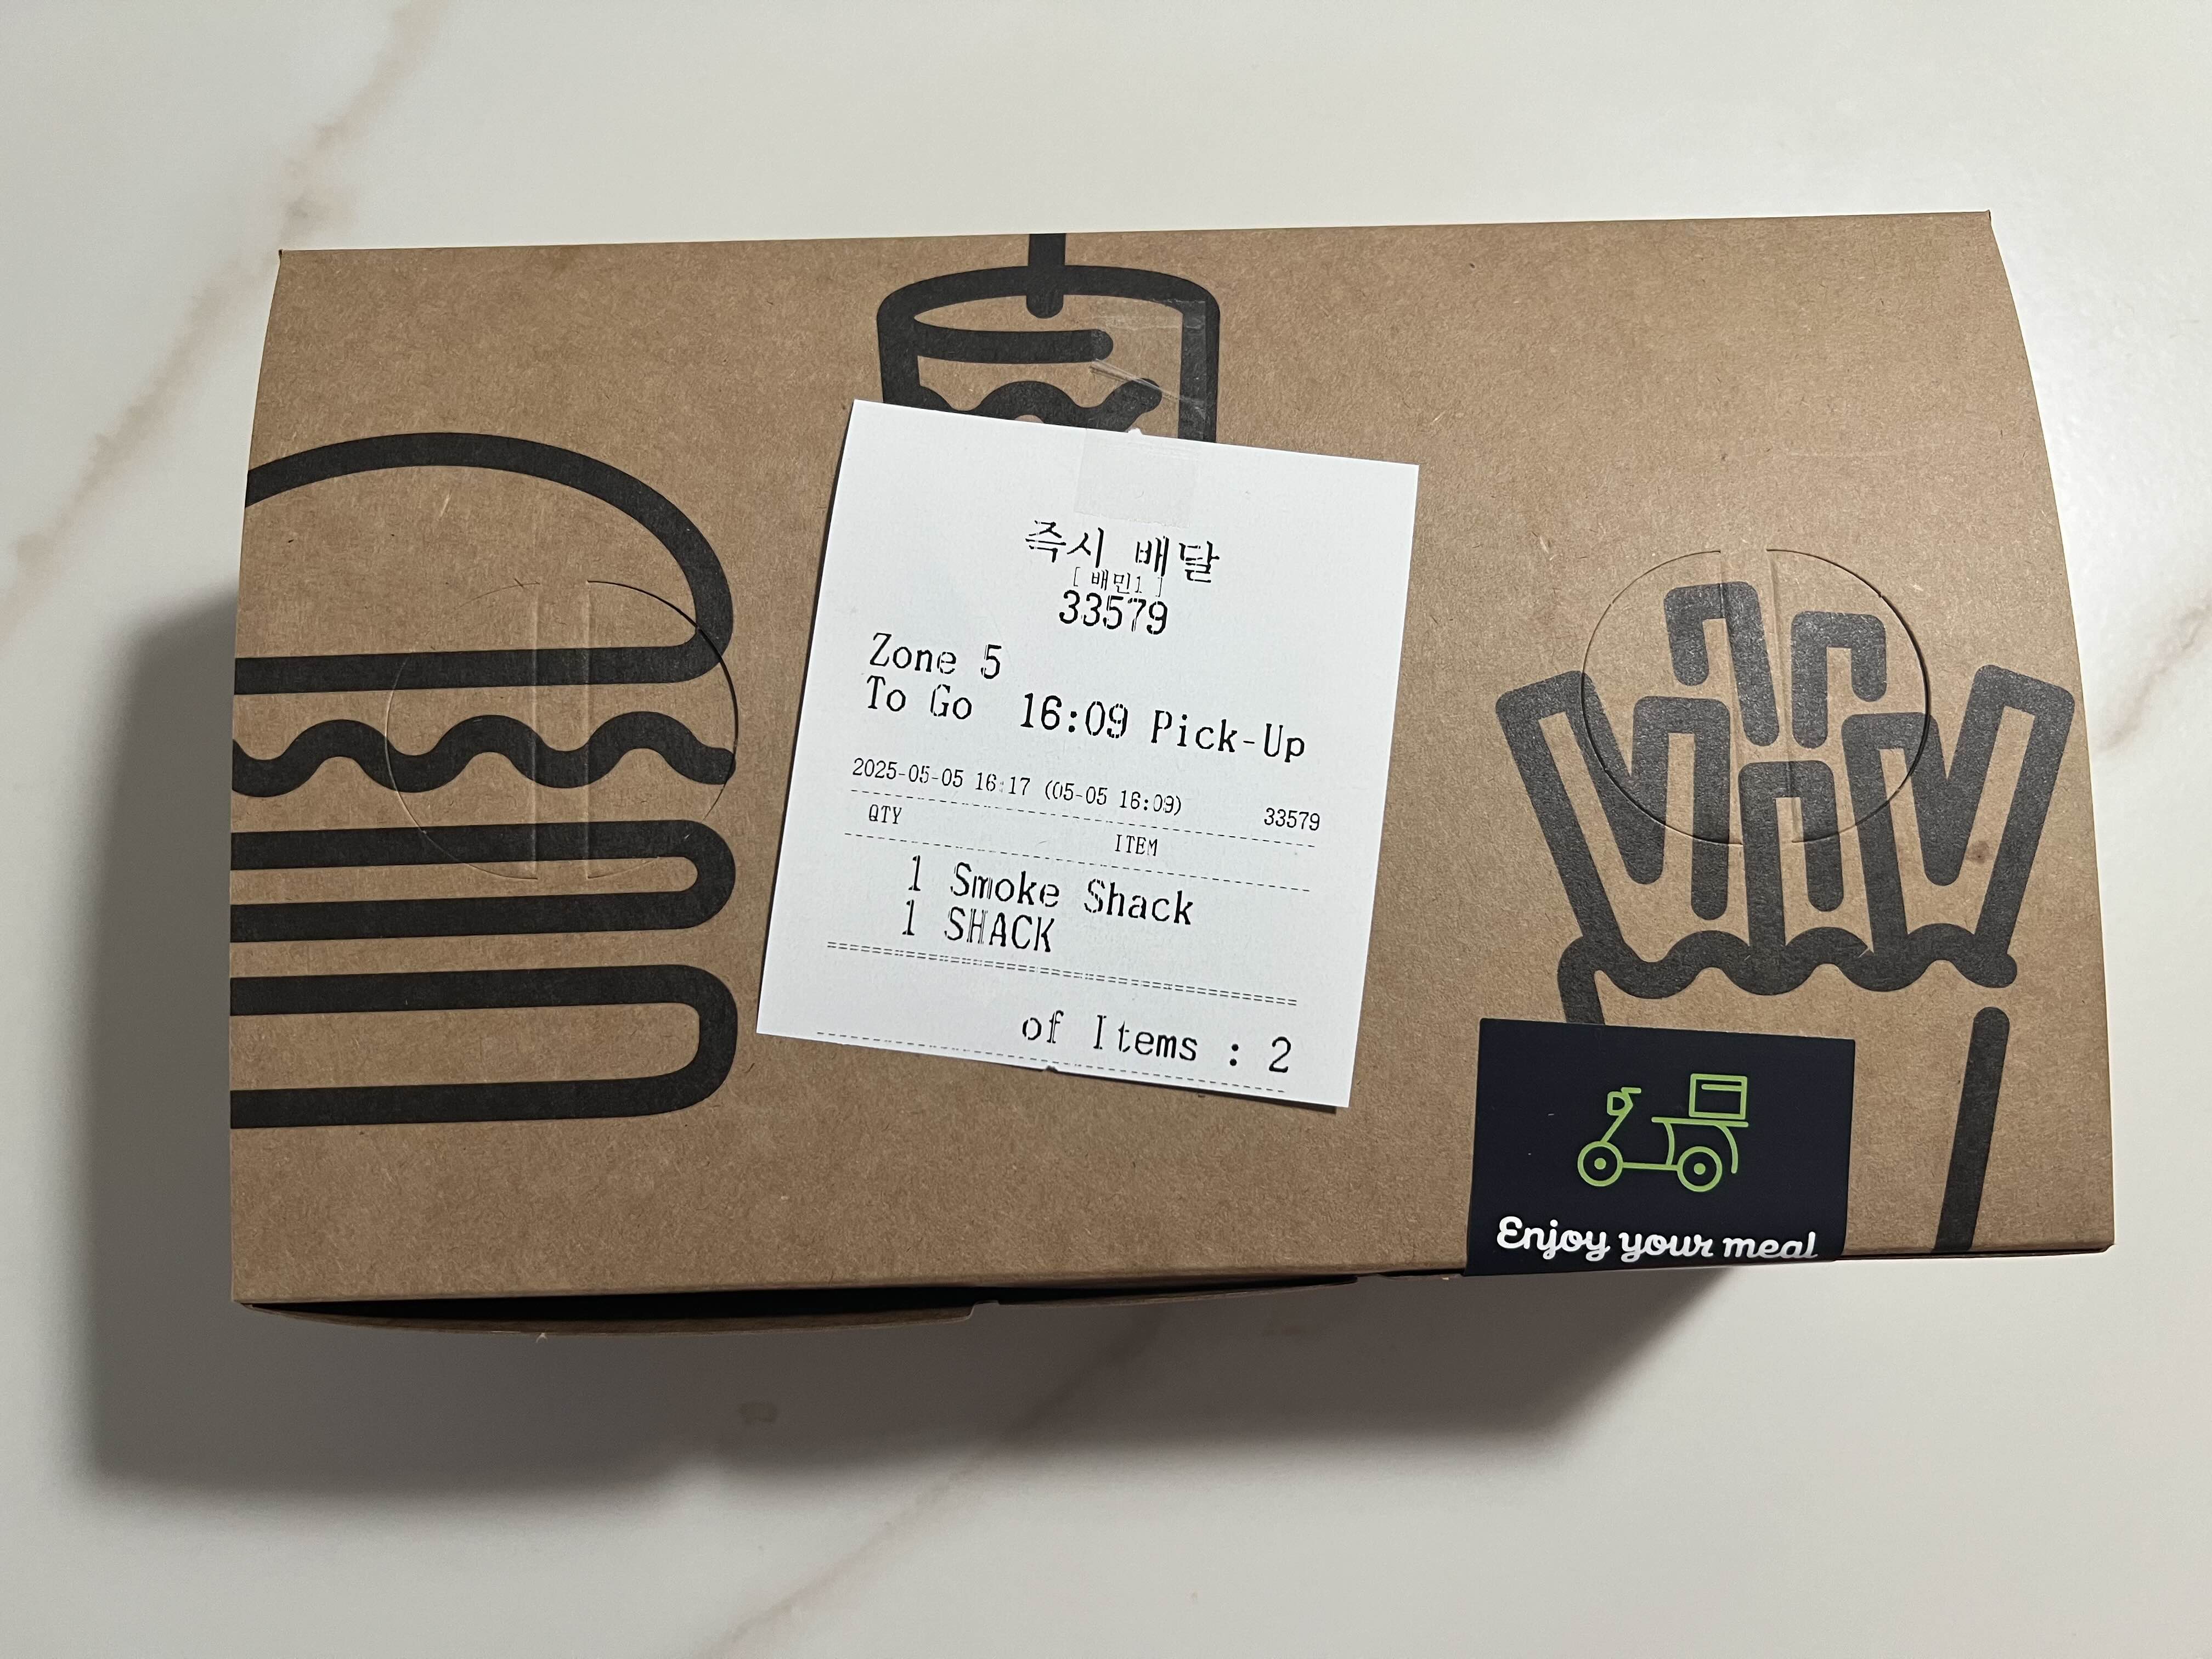 즉시 배달
[ 배민1 ]
33579
Zone 5
To Go 16:09 Pick-Up
2025-05-05 16:17 (05-05 16:09) 33579
QTY ITEM
1 Smoke Shack
1 SHACK
of Items : 2
Enjoy your meal